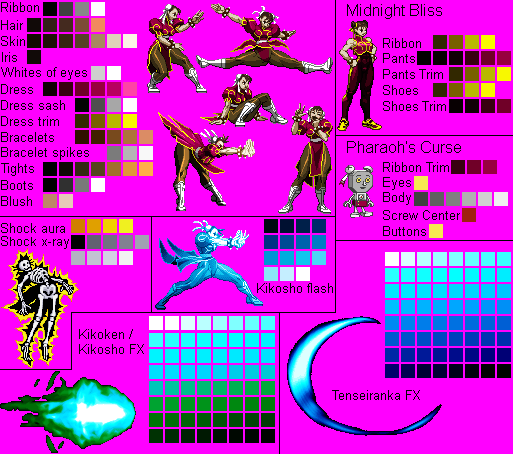 Ribbon
Hair
Skin
Iris
Whites of eyes
Dress
Dress sash
Dress trim
Bracelets
Bracelet spikes
Tights
Boots
Blush
Midnight Bliss
Ribbon
Pants
Pants Trim
Shoes
Shoes Trim
Pharaoh's Curse
Ribbon Trim
Eyes
Body
Screw Center
Buttons
Shock aura
Shock x-ray
Kikosho flash
Kikoken /
Kikosho FX
Tenseiranka FX